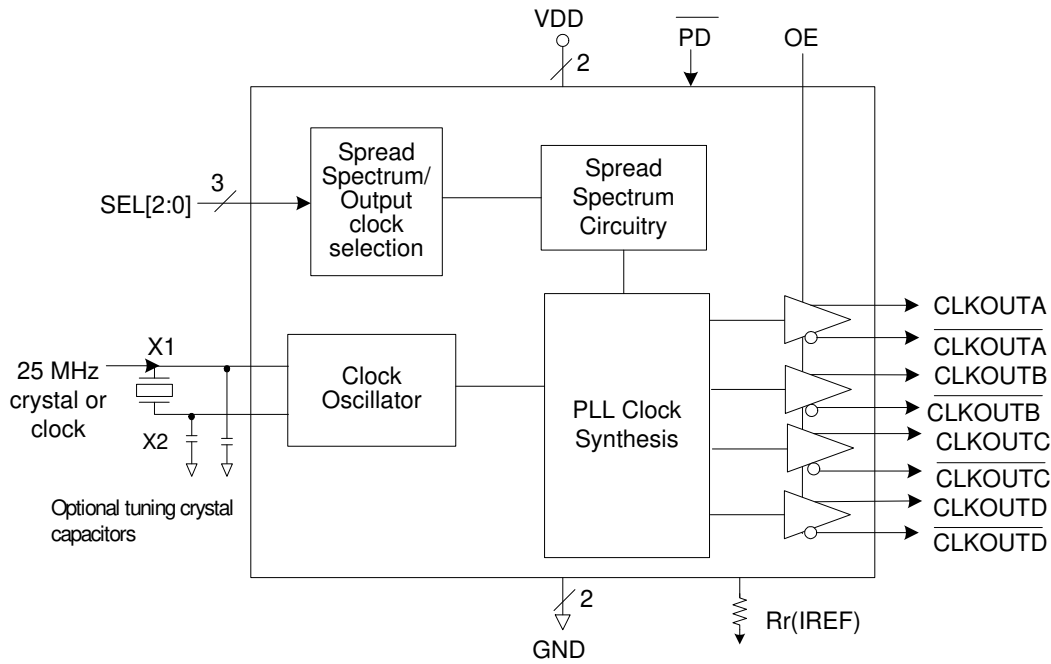 VDD
PD
OE
2
SEL[2:0]
3
Spread
Spectrum/
Output
clock
selection
Spread
Spectrum
Circuitry
X1
25 MHz
crystal or
clock
X2
Clock
Oscillator
PLL Clock
Synthesis
Optional tuning crystal
capacitors
CLKOUTA
CLKOUTA
CLKOUTB
CLKOUTB
CLKOUTC
CLKOUTC
CLKOUTD
CLKOUTD
2
GND
Rr(IREF)